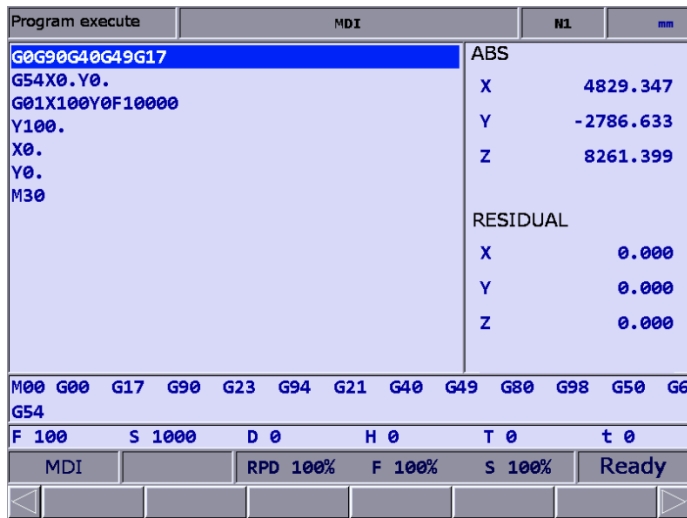 Program execute MDI N1 mm
G0G90G40G49G17
G54X0.Y0.
G01X100Y0F10000
Y100.
X0.
Y0.
M30
ABS
X 4829.347
Y -2786.633
Z 8261.399
RESIDUAL
X 0.000
Y 0.000
Z 0.000
M00 G00 G17 G90 G23 G94 G21 G40 G49 G80 G98 G50 G6
G54
F 100 S 1000 D 0 H 0 T 0 t 0
MDI RPD 100% F 100% S 100% Ready